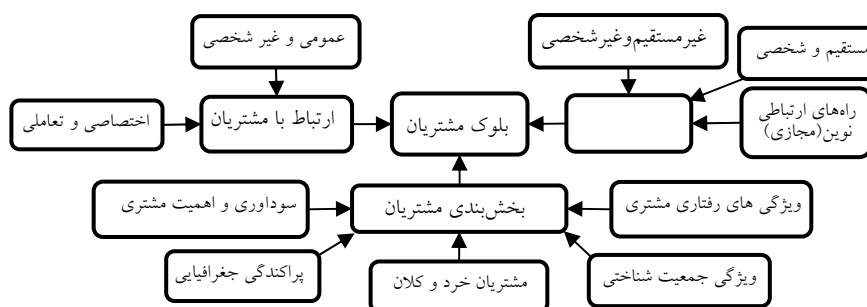 عمومی و غیر شخصی
غیرمستقیم‌وغیرشخصی
مستقیم و شخصی
اختصاصی و تعاملی
ارتباط با مشتریان
بلوک مشتریان
راه‌های ارتباطی
نوین(مجازی)
سوداوری و اهمیت مشتری
بخش‌بندی مشتریان
ویژگی های رفتاری مشتری
پراکندگی جغرافیایی
مشتریان خرد و کلان
ویژگی جمعیت شناختی